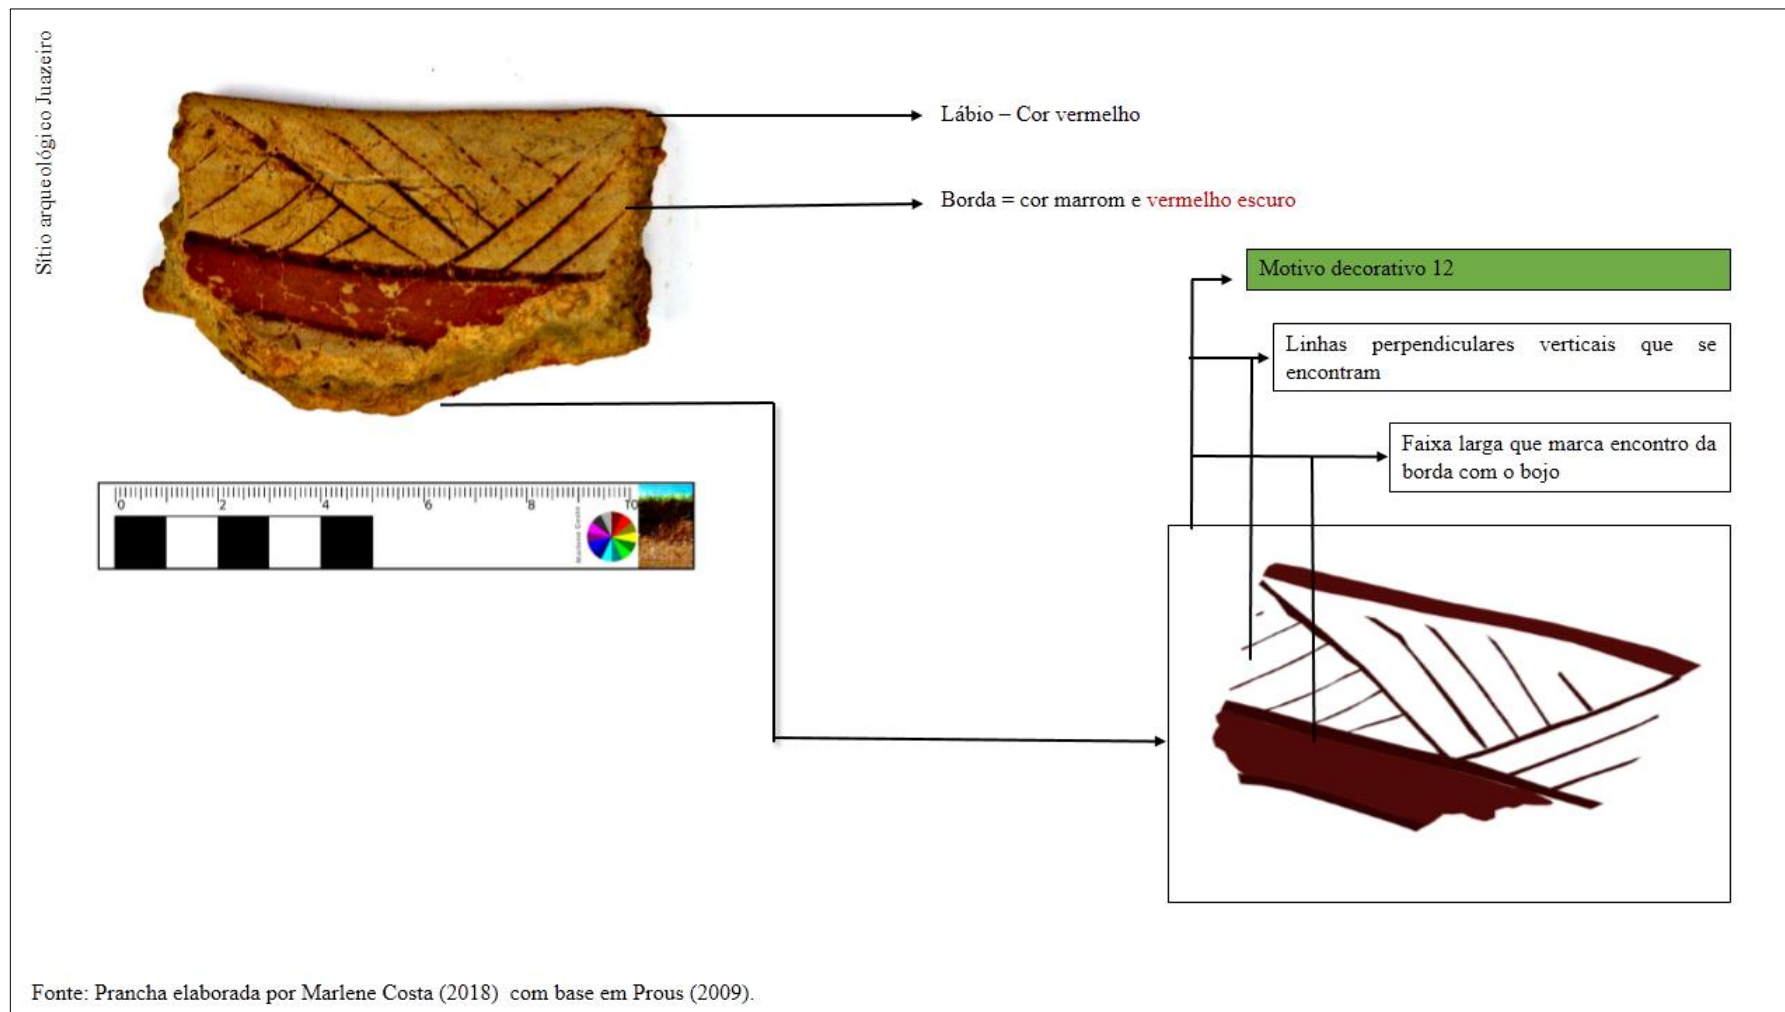 Sítio arqueológico Juazeiro
Lábio – Cor vermelho
Borda = cor marrom e vermelho escuro
Motivo decorativo 12
Linhas perpendiculares verticais que se
encontram
Faixa larga que marca encontro da
borda com o bojo
0 2 4 6 8 10
Marlene Costa
Fonte: Prancha elaborada por Marlene Costa (2018) com base em Prous (2009).